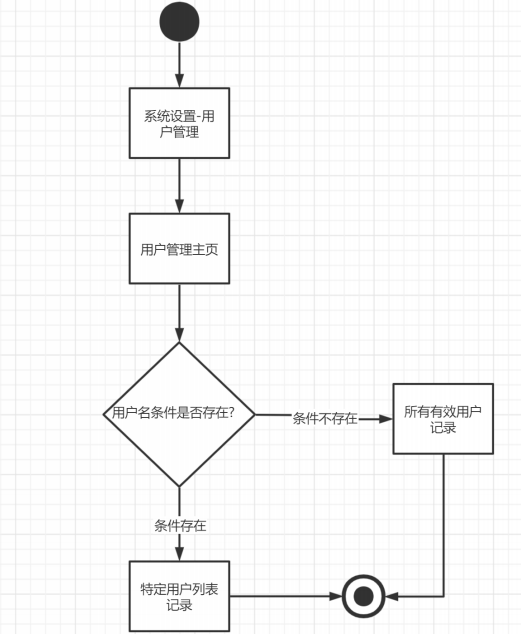 系统设置-用
户管理
用户管理主页
用户名条件是否存在?
条件不存在
所有有效用户
记录
条件存在
特定用户列表
记录